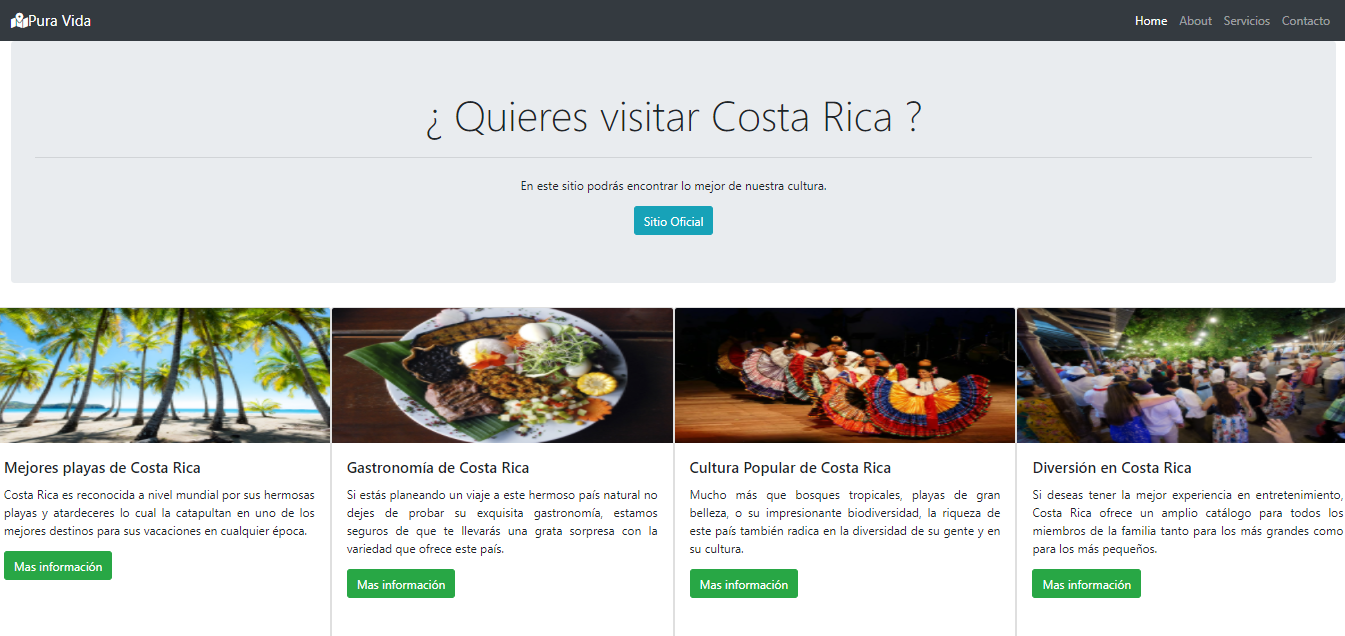 Pura Vida
Home About Servicios Contacto
¿ Quieres visitar Costa Rica ?
En este sitio podrás encontrar lo mejor de nuestra cultura.
Sitio Oficial
Mejores playas de Costa Rica
Costa Rica es reconocida a nivel mundial por sus hermosas
playas y atardeceres lo cual la catapultan en uno de los
mejores destinos para sus vacaciones en cualquier época.
Mas información
Gastronomía de Costa Rica
Si estás planeando un viaje a este hermoso país natural no
dejes de probar su exquisita gastronomía, estamos
seguros de que te llevarás una grata sorpresa con la
variedad que ofrece este país.
Mas información
Cultura Popular de Costa Rica
Mucho más que bosques tropicales, playas de gran
belleza, o su impresionante biodiversidad, la riqueza de
este país también radica en la diversidad de su gente y en
su cultura.
Mas información
Diversión en Costa Rica
Si deseas tener la mejor experiencia en entretenimiento,
Costa Rica ofrece un amplio catálogo para todos los
miembros de la familia tanto para los más grandes como
para los más pequeños.
Mas información